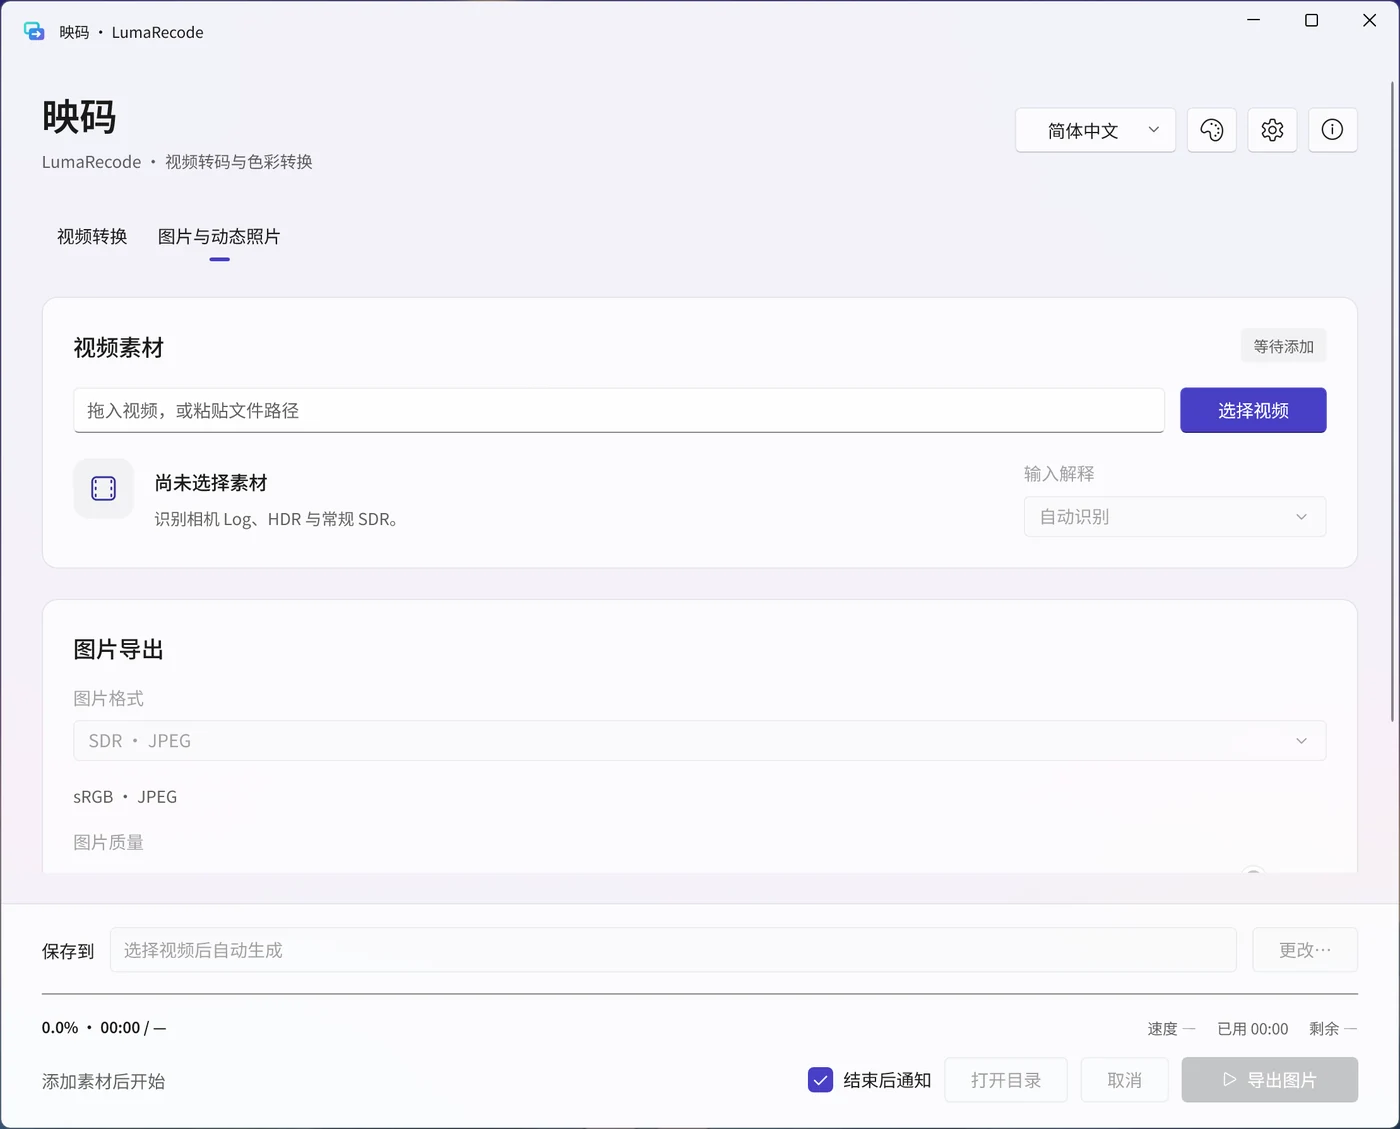 映码 • LumaRecode
映码
LumaRecode • 视频转码与色彩转换
简体中文
视频转换
图片与动态照片
视频素材
等待添加
拖入视频，或粘贴文件路径
选择视频
尚未选择素材
识别相机 Log、HDR 与常规 SDR。
输入解释
自动识别
图片导出
图片格式
SDR • JPEG
sRGB • JPEG
图片质量
保存到
选择视频后自动生成
更改…
0.0% • 00:00 / —
速度 —
已用 00:00
剩余 —
添加素材后开始
结束后通知
打开目录
取消
导出图片